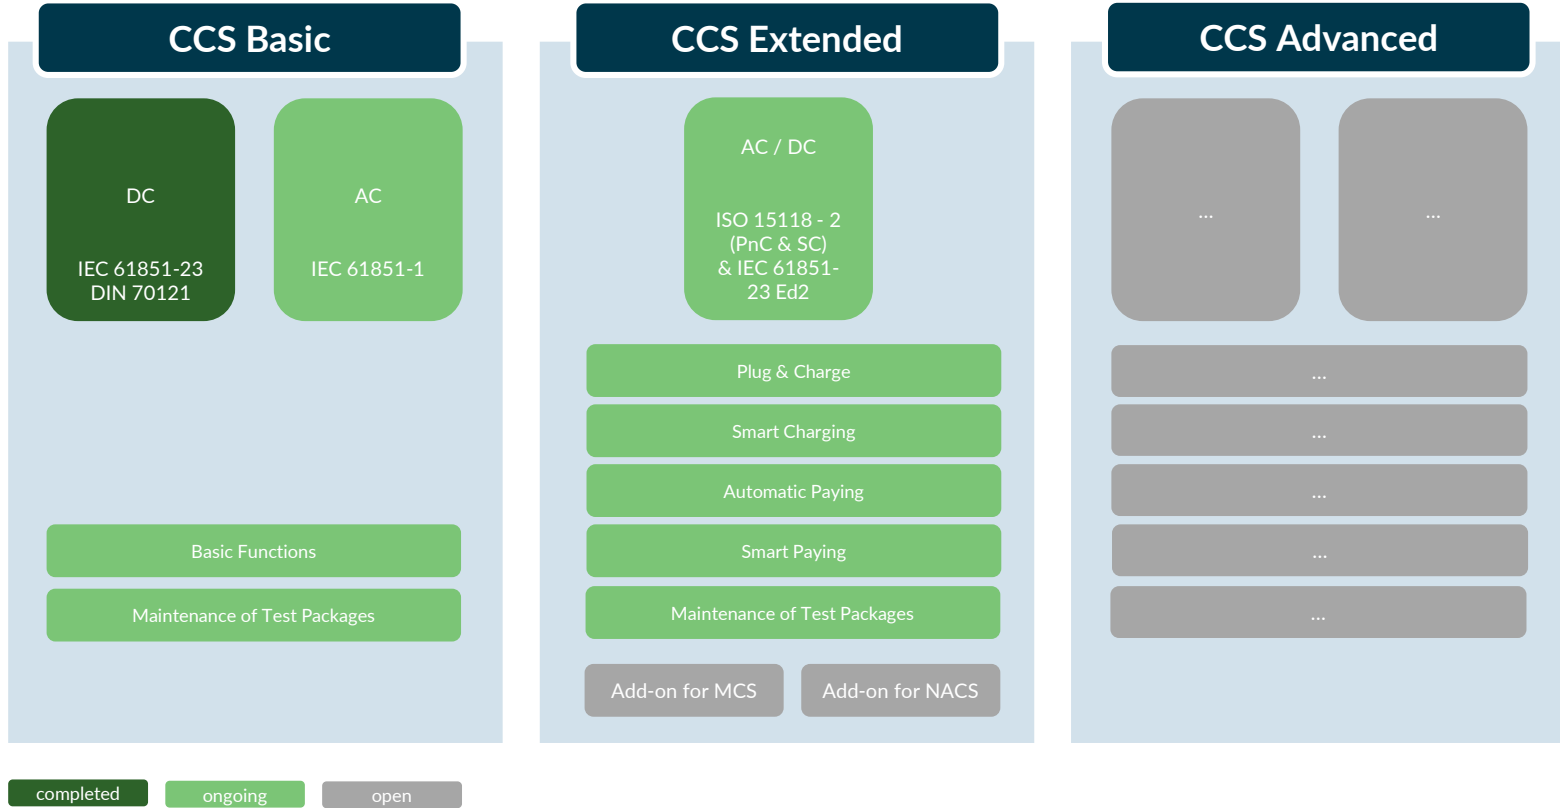 CCS Basic
DC
IEC 61851-23
DIN 70121
AC
IEC 61851-1
Basic Functions
Maintenance of Test Packages
CCS Extended
AC / DC
ISO 15118 - 2
(PnC & SC)
& IEC 61851-
23 Ed2
Plug & Charge
Smart Charging
Automatic Paying
Smart Paying
Maintenance of Test Packages
Add-on for MCS
Add-on for NACS
CCS Advanced
...
...
...
...
...
...
...
completed
ongoing
open